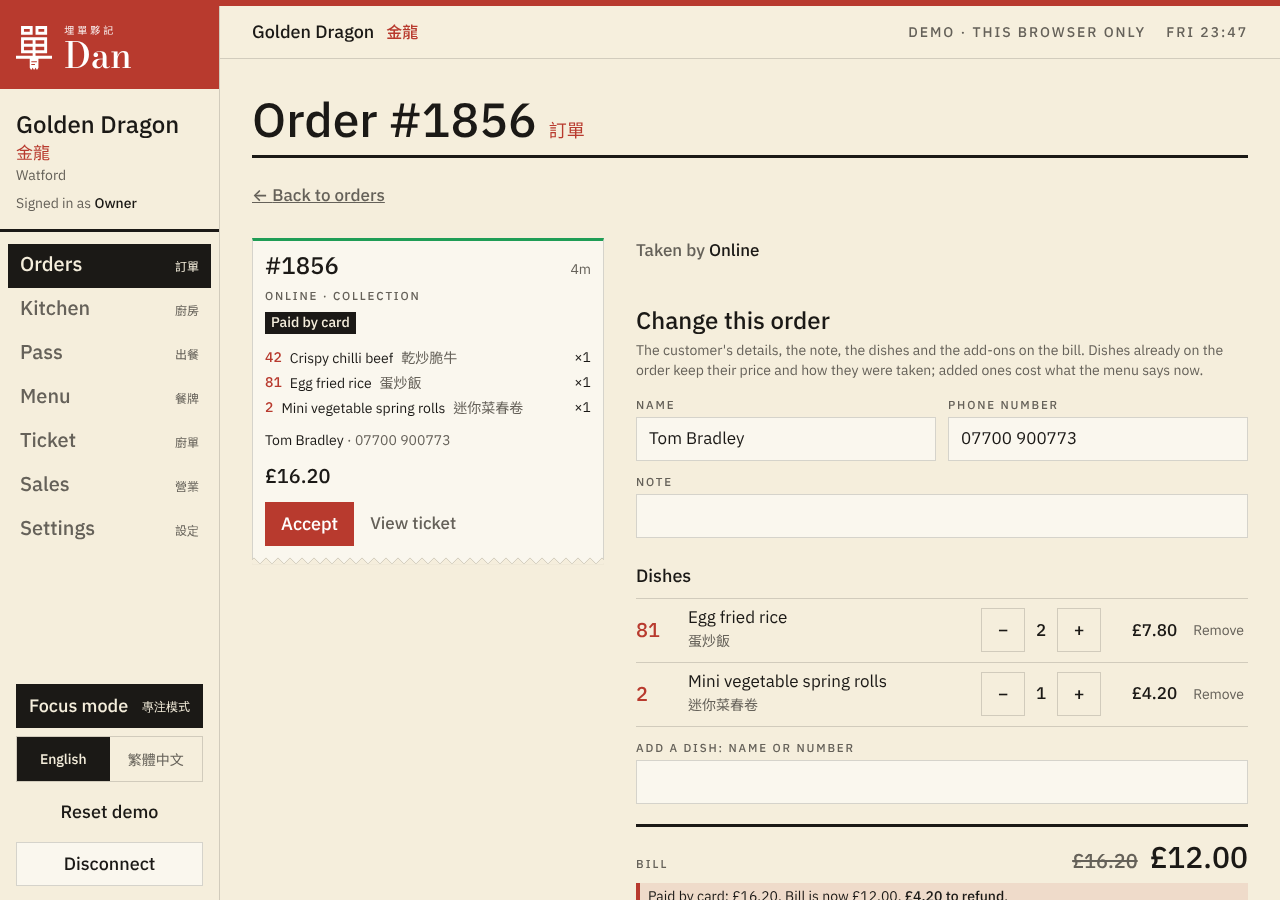 單 埋單夥記
Dan
Golden Dragon
金龍
Watford
Signed in as Owner
Orders 訂單
Kitchen 廚房
Pass 出餐
Menu 餐牌
Ticket 廚單
Sales 營業
Settings 設定
Focus mode 專注模式
English 繁體中文
Reset demo
Disconnect
Golden Dragon 金龍
DEMO · THIS BROWSER ONLY FRI 23:47
Order #1856 訂單
← Back to orders
#1856 4m
ONLINE · COLLECTION
Paid by card
42 Crispy chilli beef 乾炒脆牛 ×1
81 Egg fried rice 蛋炒飯 ×1
2 Mini vegetable spring rolls 迷你菜春卷 ×1
Tom Bradley · 07700 900773
£16.20
Accept View ticket
Taken by Online
Change this order
The customer's details, the note, the dishes and the add-ons on the bill. Dishes already on the
order keep their price and how they were taken; added ones cost what the menu says now.
NAME PHONE NUMBER
Tom Bradley 07700 900773
NOTE
Dishes
81 Egg fried rice − 2 + £7.80 Remove
蛋炒飯
2 Mini vegetable spring rolls − 1 + £4.20 Remove
迷你菜春卷
ADD A DISH: NAME OR NUMBER
BILL £16.20 £12.00
Paid by card: £16.20. Bill is now £12.00. £4.20 to refund.